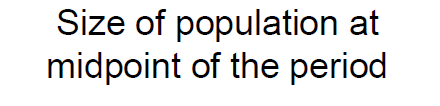 Size of population at
midpoint of the period